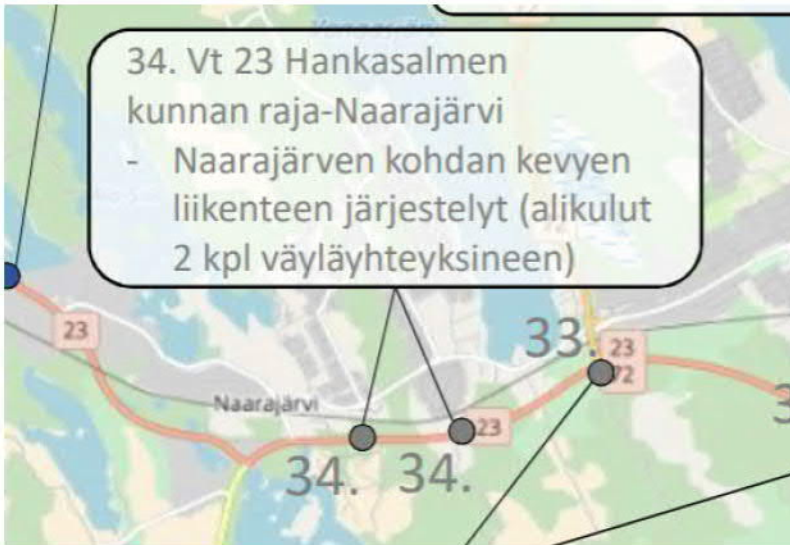 34. Vt 23 Hankasalmen
kunnan raja-Naarajärvi
- Naarajärven kohdan kevyen
liikenteen järjestelyt (alikulut
2 kpl väyläyhteyksineen)
23
33.
23
72
Naarajärvi
23
34.
34.